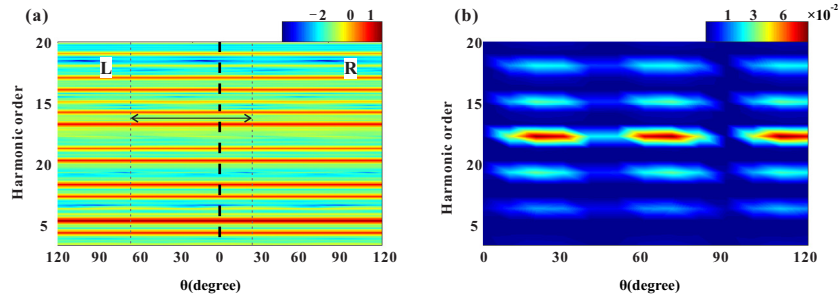 (a)
−2 0 1
20
L
R
15
20
5
Harmonic order
120 90 60 30 0 30 60 90 120
θ(degree)
(b)
1 3 6 ×10⁻²
20
15
20
5
Harmonic order
0 30 60 90 120
θ(degree)